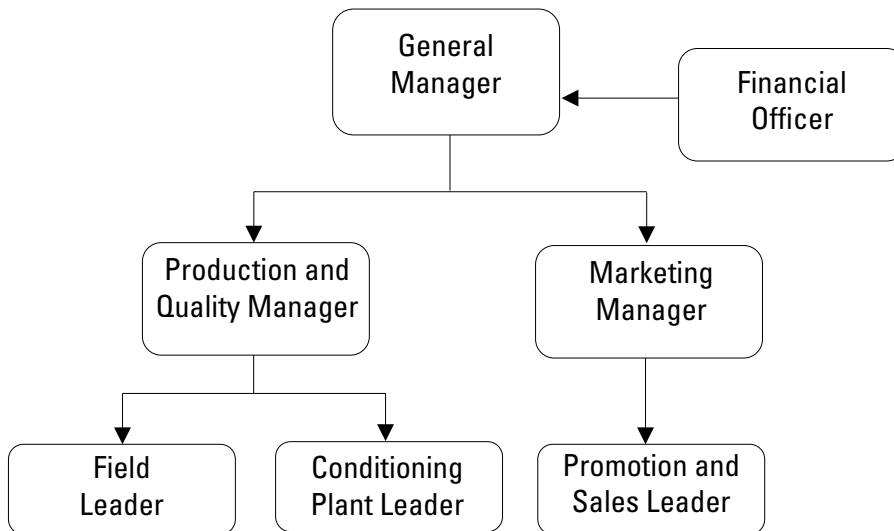 General
Manager
Financial
Officer
Production and
Quality Manager
Marketing
Manager
Field
Leader
Conditioning
Plant Leader
Promotion and
Sales Leader